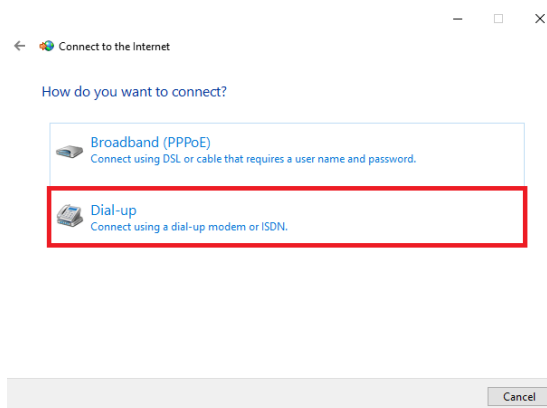 Connect to the Internet
How do you want to connect?
Broadband (PPPoE)
Connect using DSL or cable that requires a user name and password.
Dial-up
Connect using a dial-up modem or ISDN.
Cancel